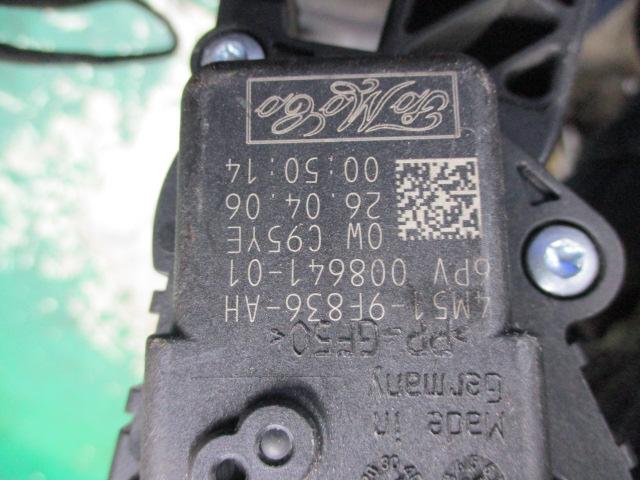 Made in
Germany
>PP-GF50<
4M51-9F836-AH
6PV 008641-01
0W C95YE
26.04.06
00:50:14
FoMoCo